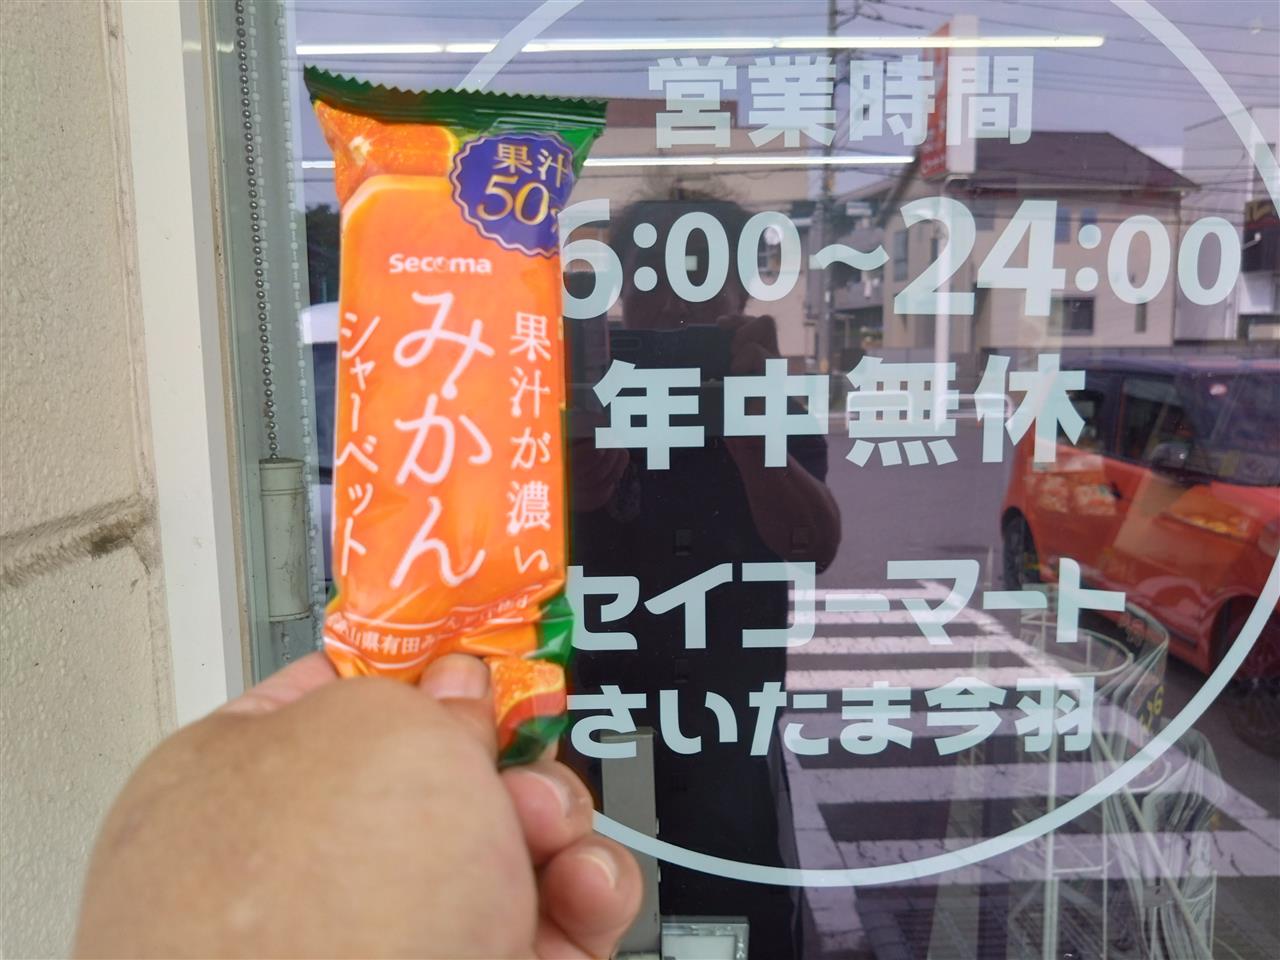 果汁
50%
secoma
果汁が濃い
みかん
シャーベット
営業時間
6:00～24:00
年中無休
セイコーマート
さいたま今羽